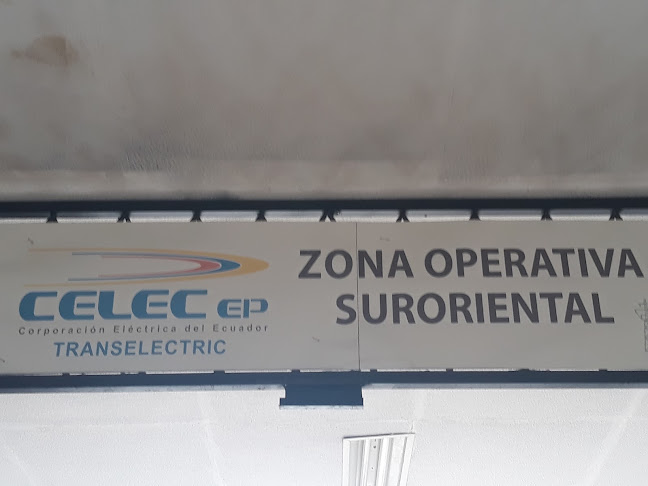 CELEC EP
Corporación Eléctrica del Ecuador
TRANSELECTRIC
ZONA OPERATIVA
SURORIENTAL